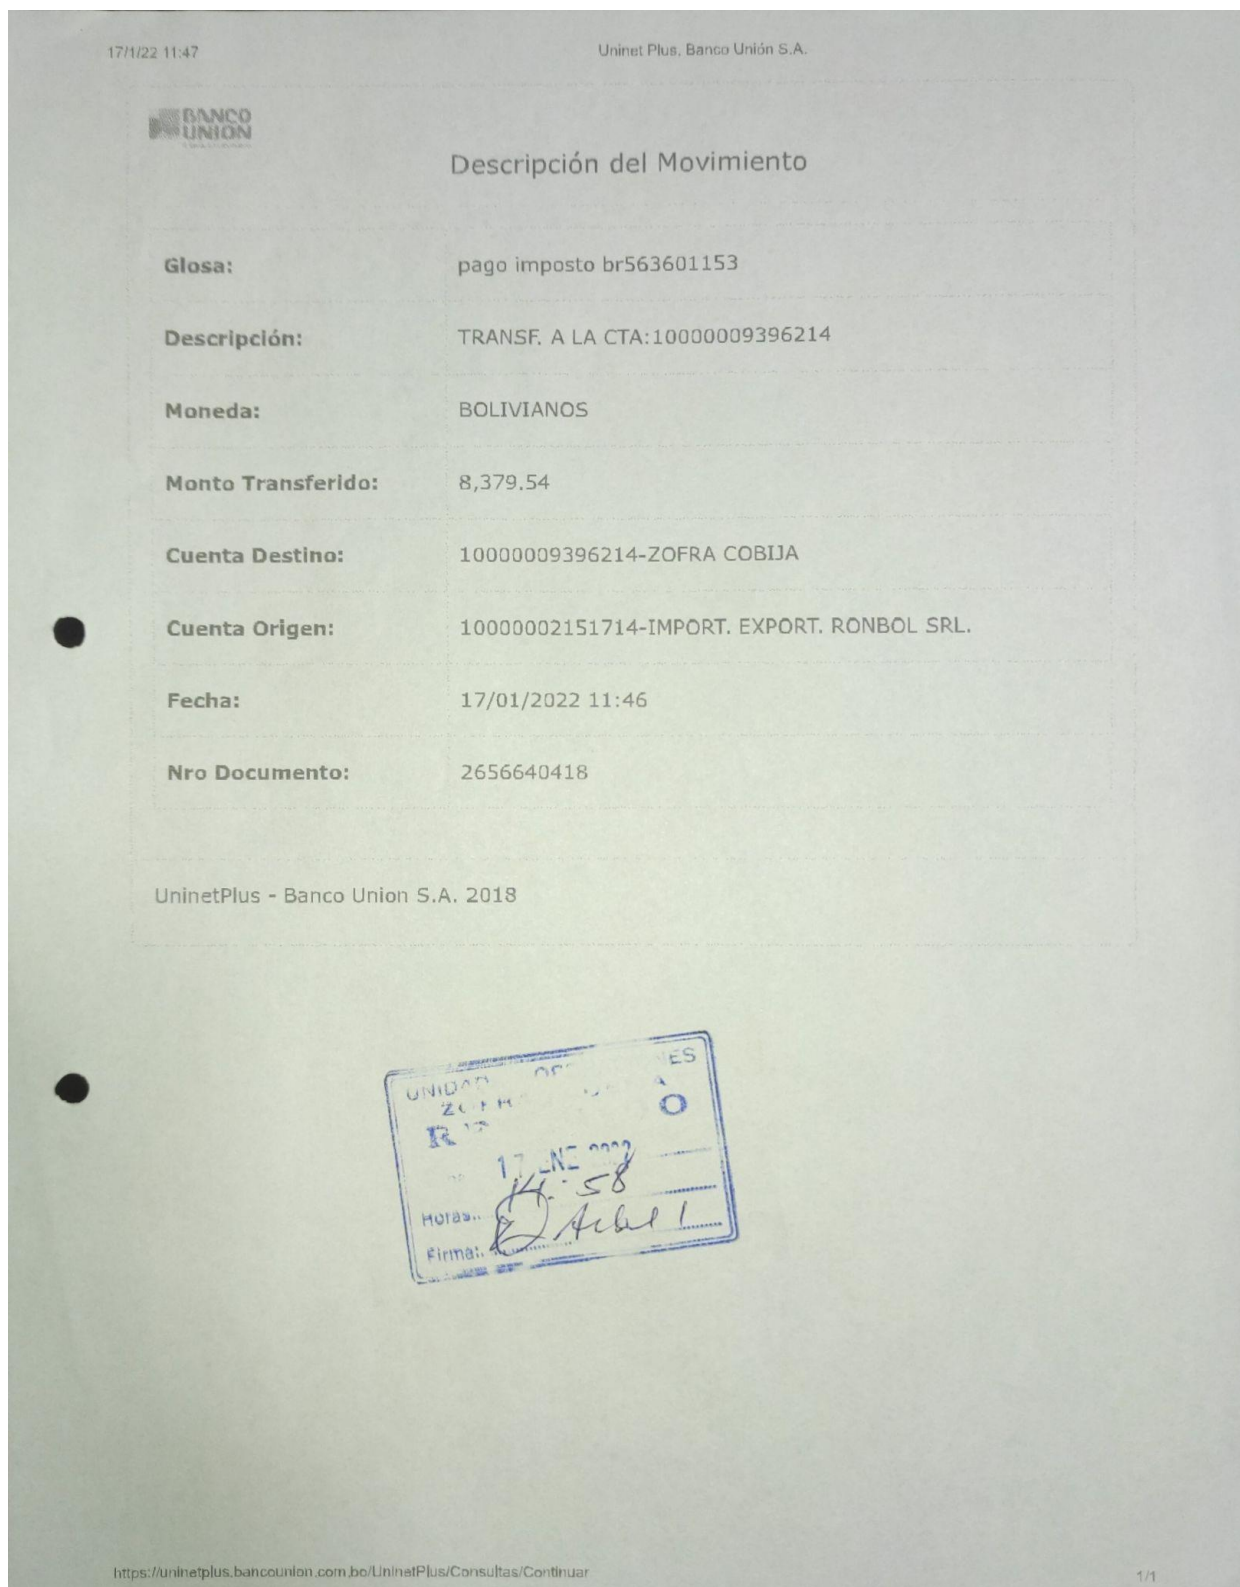 17/1/22 11:47
Uninet Plus, Banco Unión S.A.
BANCO
UNION
Descripción del Movimiento
Glosa: pago imposto br563601153
Descripción: TRANSF. A LA CTA:10000009396214
Moneda: BOLIVIANOS
Monto Transferido: 8,379.54
Cuenta Destino: 10000009396214-ZOFRA COBIJA
Cuenta Origen: 10000002151714-IMPORT. EXPORT. RONBOL SRL.
Fecha: 17/01/2022 11:46
Nro Documento: 2656640418
UninetPlus - Banco Union S.A. 2018
UNIDAD
17 ENE
14:58
Horas..
Firma:.
https://uninetplus.bancounion.com.bo/UninetPlus/Consultas/Continuar
1/1